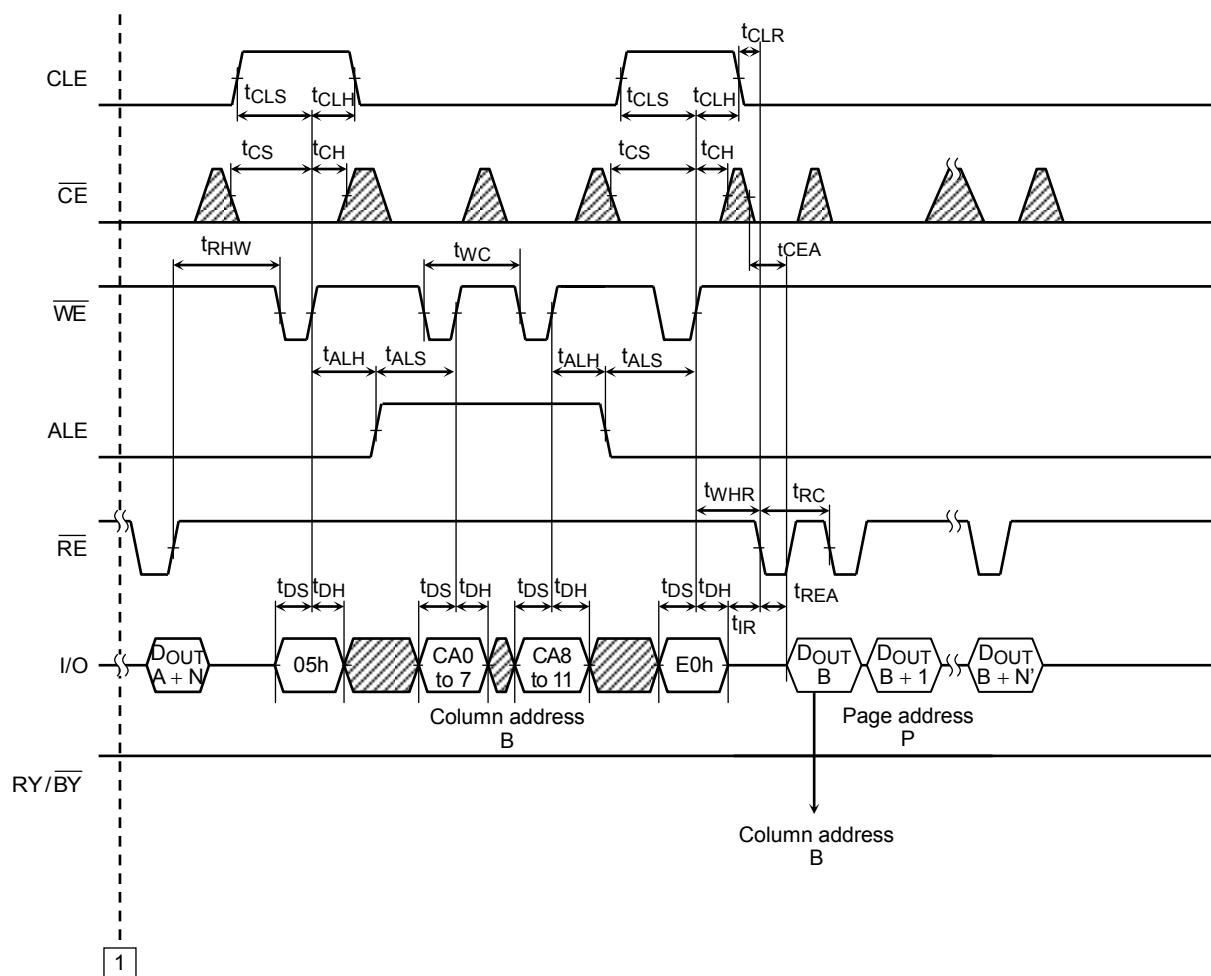 tCLR
CLE
tCLS tCLH tCLS tCLH
tCS tCH tCS tCH
CE
tRHW tWC tCEA
WE
tALH tALS tALH tALS
ALE
tWHR tRC
RE
tDS tDH tDS tDH tDS tDH tDS tDH tREA
tIR
I/O
DOUT
A + N
05h
CA0
to 7
CA8
to 11
E0h
DOUT
B
DOUT
B + 1
DOUT
B + N'
Column address
B
Page address
P
RY/BY
Column address
B
1